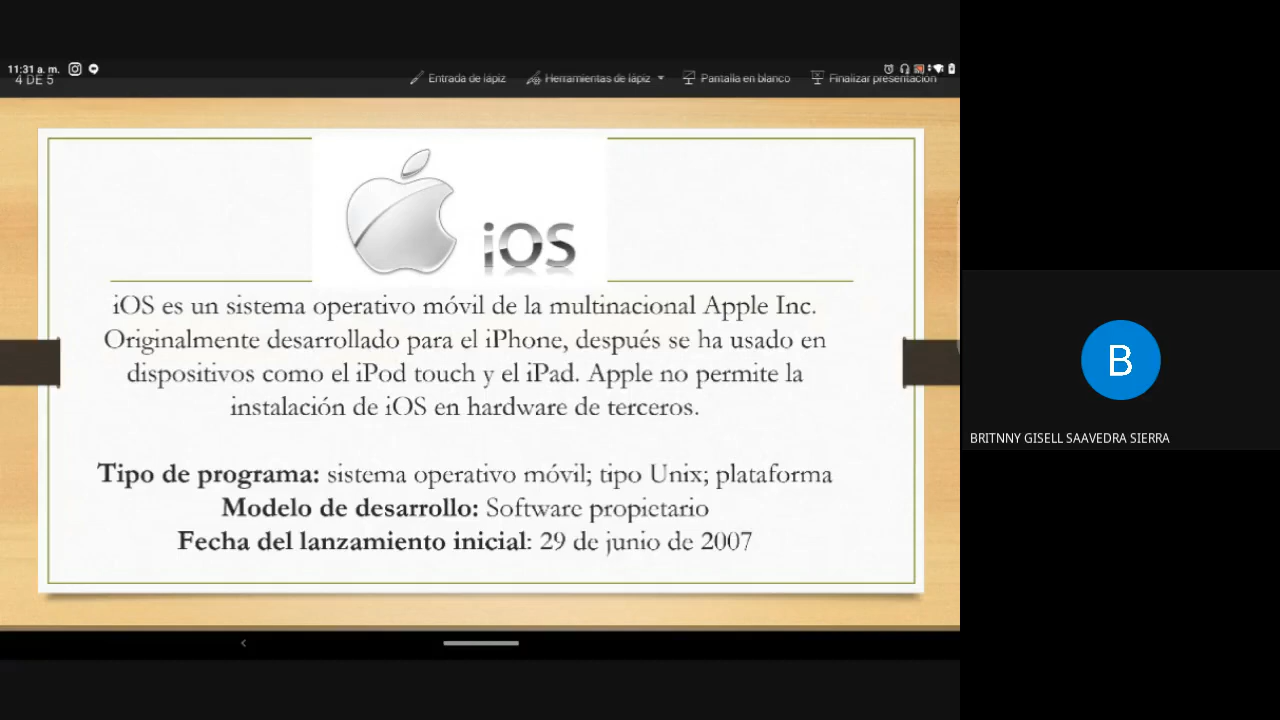 11:31 a. m.
4 DE 5
Entrada de lápiz
Herramientas de lápiz
Pantalla en blanco
Finalizar presentación
iOS
iOS es un sistema operativo móvil de la multinacional Apple Inc.
Originalmente desarrollado para el iPhone, después se ha usado en
dispositivos como el iPod touch y el iPad. Apple no permite la
instalación de iOS en hardware de terceros.
Tipo de programa: sistema operativo móvil; tipo Unix; plataforma
Modelo de desarrollo: Software propietario
Fecha del lanzamiento inicial: 29 de junio de 2007
B
BRITNNY GISELL SAAVEDRA SIERRA